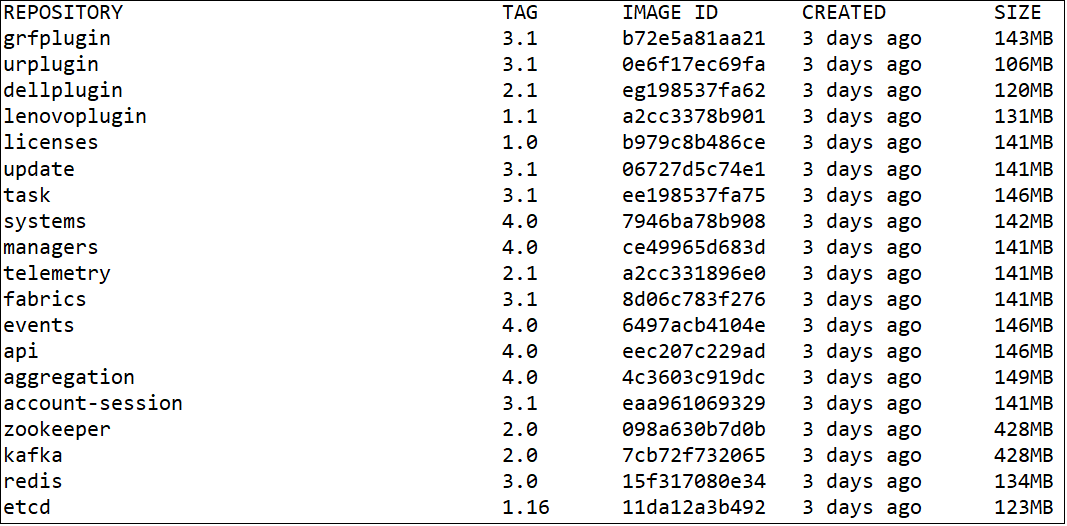 REPOSITORY TAG IMAGE ID CREATED SIZE
grfplugin 3.1 b72e5a81aa21 3 days ago 143MB
urplugin 3.1 0e6f17ec69fa 3 days ago 106MB
dellplugin 2.1 eg198537fa62 3 days ago 120MB
lenovoplugin 1.1 a2cc3378b901 3 days ago 131MB
licenses 1.0 b979c8b486ce 3 days ago 141MB
update 3.1 06727d5c74e1 3 days ago 141MB
task 3.1 ee198537fa75 3 days ago 146MB
systems 4.0 7946ba78b908 3 days ago 142MB
managers 4.0 ce49965d683d 3 days ago 141MB
telemetry 2.1 a2cc331896e0 3 days ago 141MB
fabrics 3.1 8d06c783f276 3 days ago 141MB
events 4.0 6497acb4104e 3 days ago 146MB
api 4.0 eec207c229ad 3 days ago 146MB
aggregation 4.0 4c3603c919dc 3 days ago 149MB
account-session 3.1 eaa961069329 3 days ago 141MB
zookeeper 2.0 098a630b7d0b 3 days ago 428MB
kafka 2.0 7cb72f732065 3 days ago 428MB
redis 3.0 15f317080e34 3 days ago 134MB
etcd 1.16 11da12a3b492 3 days ago 123MB